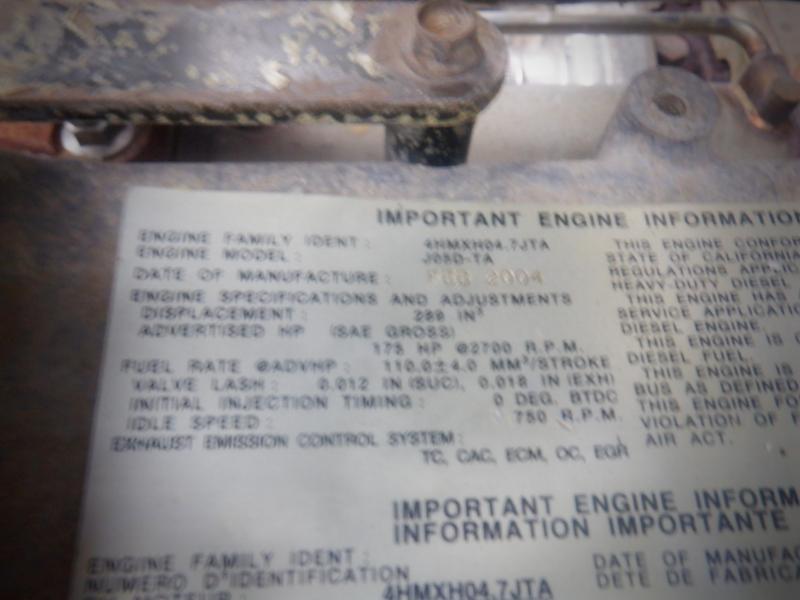 IMPORTANT ENGINE INFORMATION
ENGINE FAMILY IDENT: 4HMXH04.7JTA
ENGINE MODEL: J05D-TA
DATE OF MANUFACTURE: 2004
ENGINE SPECIFICATIONS AND ADJUSTMENTS
DISPLACEMENT: 289 IN³
ADVERTISED HP (SAE GROSS)
175 HP @2700 R.P.M.
FUEL RATE @ADVHP: 110.0±4.0 MM³/STROKE
VALVE LASH: 0.012 IN (SUC), 0.018 IN (EXH)
INITIAL INJECTION TIMING: 0 DEG. BTDC
IDLE SPEED: 750 R.P.M.
EXHAUST EMISSION CONTROL SYSTEM:
TC, CAC, ECM, OC, EGR
THIS ENGINE CONFOR
STATE OF CALIFORNIA
REGULATIONS APPLIC
HEAVY-DUTY DIESEL
THIS ENGINE HAS
SERVICE APPLICATIO
DIESEL ENGINE.
THIS ENGINE IS C
DIESEL FUEL.
THIS ENGINE IS
BUS AS DEFINED
THIS ENGINE FO
VIOLATION OF F
AIR ACT.
IMPORTANT ENGINE INFORM
INFORMATION IMPORTANTE
ENGINE FAMILY IDENT:
NUMERO D'IDENTIFICATION
4HMXH04.7JTA
DATE OF MANUFAC
DETE DE FABRICA